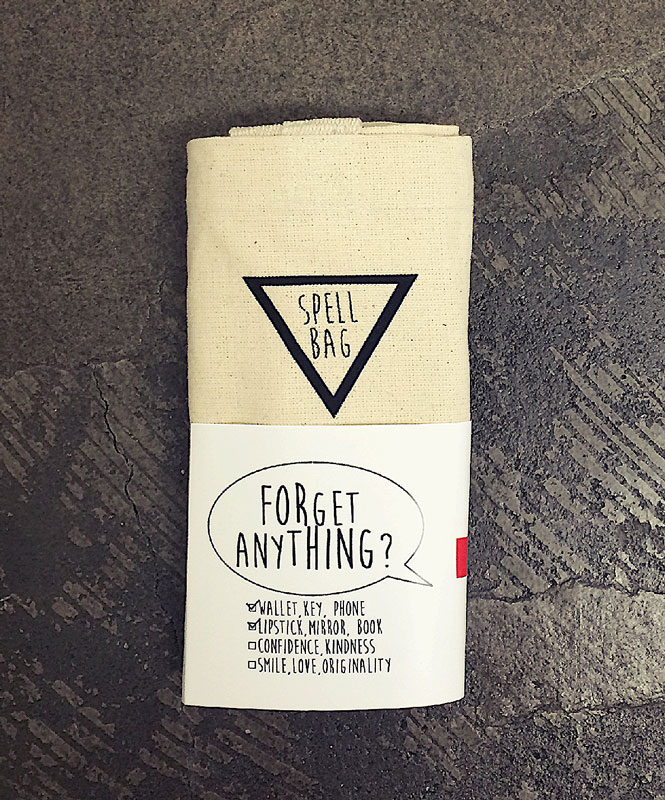 SPELL
BAG
FORGET
ANYTHING?
☑WALLET, KEY, PHONE
☑LIPSTICK, MIRROR, BOOK
☐CONFIDENCE, KINDNESS
☐SMILE, LOVE, ORIGINALITY